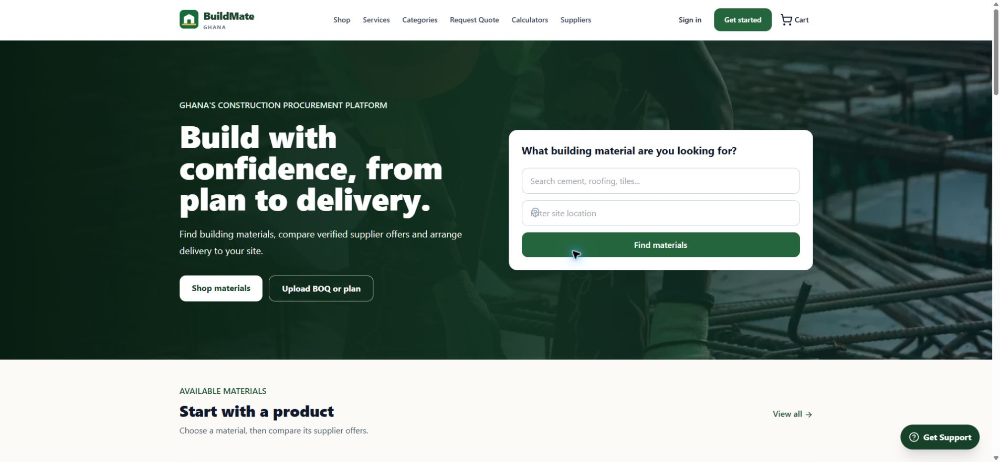 BuildMate
GHANA
Shop
Services
Categories
Request Quote
Calculators
Suppliers
Sign in
Get started
Cart
GHANA'S CONSTRUCTION PROCUREMENT PLATFORM
Build with
confidence, from
plan to delivery.
Find building materials, compare verified supplier offers and arrange
delivery to your site.
Shop materials
Upload BOQ or plan
What building material are you looking for?
Search cement, roofing, tiles...
Enter site location
Find materials
AVAILABLE MATERIALS
Start with a product
Choose a material, then compare its supplier offers.
View all →
Get Support